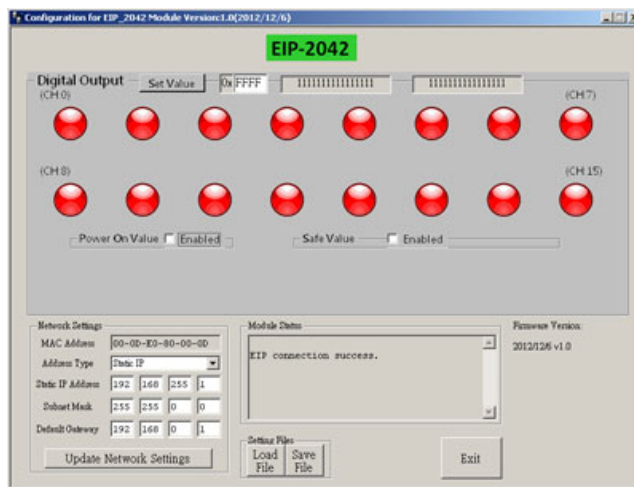 Configuration for EIP_2042 Module Version:1.0(2012/12/6)
EIP-2042
Digital Output Set Value 0x FFFF 1111111111111111 1111111111111111
(CH:0) (CH:7)
(CH:8) (CH:15)
Power On Value Enabled Safe Value Enabled
Network Settings
MAC Address 00-0D-E0-80-00-0D
Address Type Static IP
Static IP Address 192 168 255 1
Subnet Mask 255 255 0 0
Default Gateway 192 168 0 1
Update Network Settings
Module Status
EIP connection success.
Setting Files
Load File
Save File
Firmware Version:
2012/12/6 v1.0
Exit